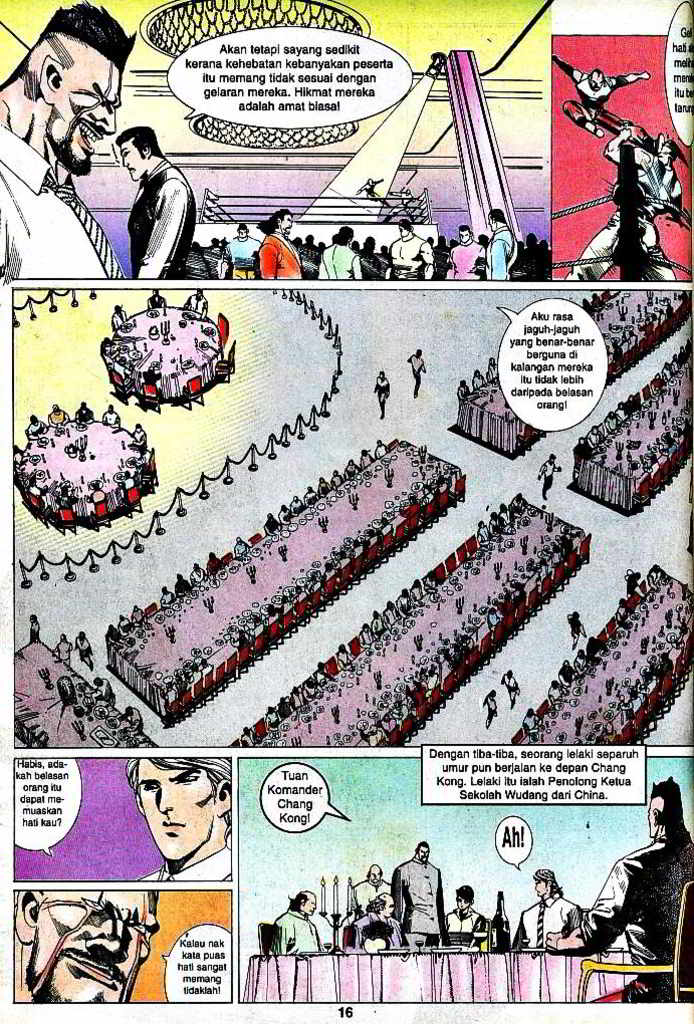 Akan tetapi sayang sedikit
kerana kehebatan kebanyakan peserta
itu memang tidak sesuai dengan
gelaran mereka. Hikmat mereka
adalah amat biasa!
Aku rasa
jaguh-jaguh
yang benar-benar
berguna di
kalangan mereka
itu tidak lebih
daripada belasan
orang!
Habis, ada-
kah belasan
orang itu
dapat me-
muaskan
hati kau?
Kalau nak
kata puas
hati sangat
memang
tidaklah!
Dengan tiba-tiba, seorang lelaki separuh
umur pun berjalan ke depan Chang
Kong. Lelaki itu ialah Penolong Ketua
Sekolah Wudang dari China.
Tuan
Komander
Chang
Kong!
Ah!
16